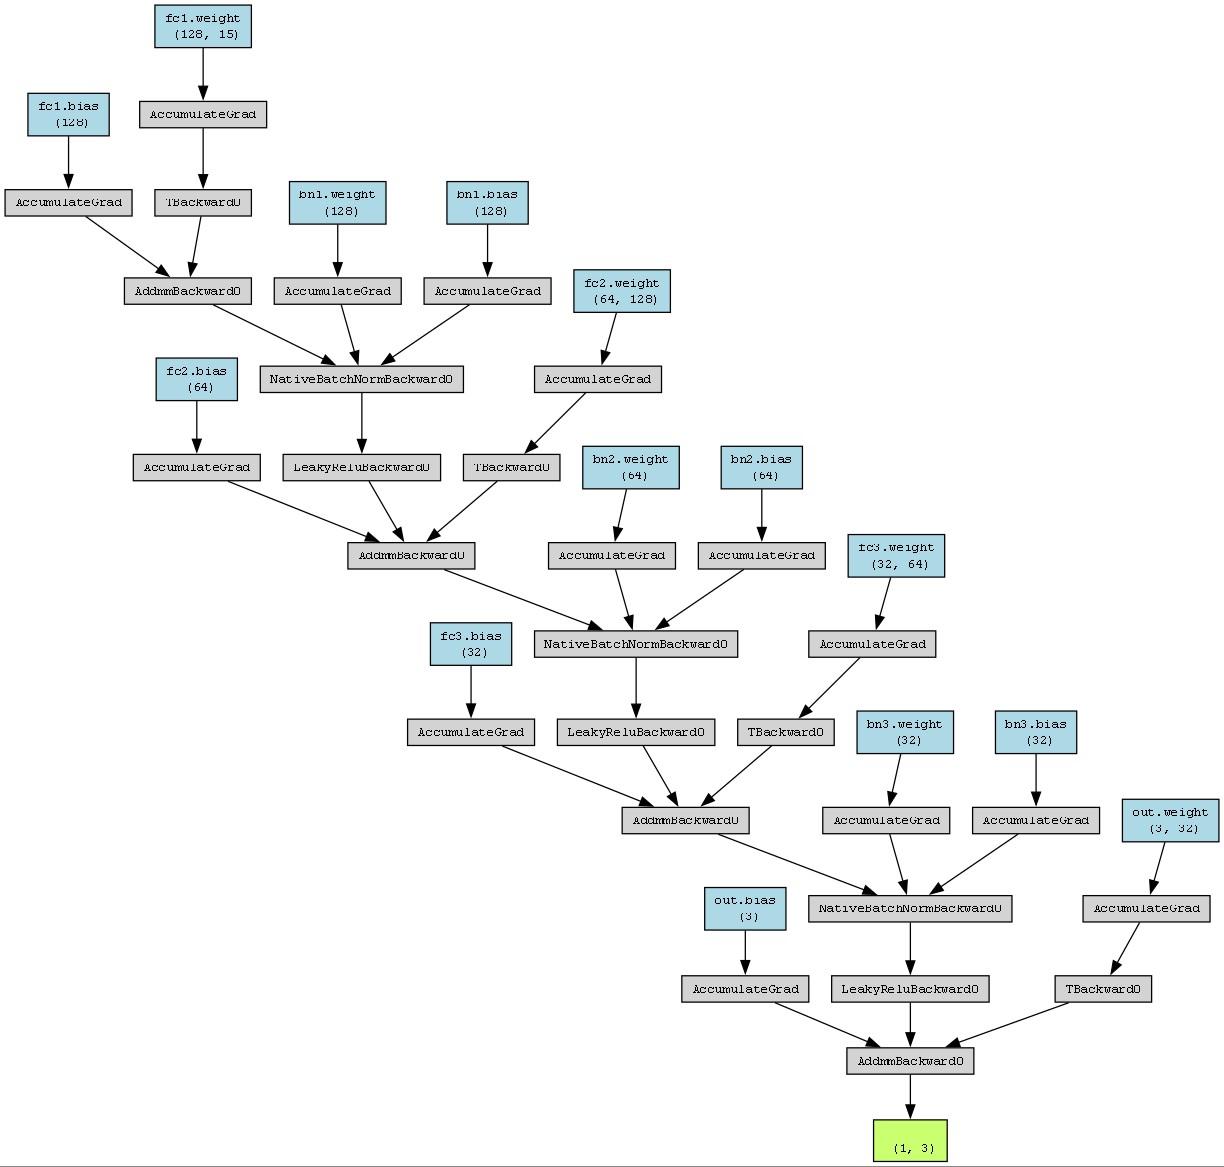 fc1.weight
(128, 15)
fc1.bias
(128)
AccumulateGrad
AccumulateGrad
TBackward0
bn1.weight
(128)
bn1.bias
(128)
AddmmBackward0
AccumulateGrad
AccumulateGrad
fc2.weight
(64, 128)
fc2.bias
(64)
NativeBatchNormBackward0
AccumulateGrad
AccumulateGrad
LeakyReluBackward0
TBackward0
bn2.weight
(64)
bn2.bias
(64)
AddmmBackward0
AccumulateGrad
AccumulateGrad
fc3.weight
(32, 64)
fc3.bias
(32)
NativeBatchNormBackward0
AccumulateGrad
AccumulateGrad
LeakyReluBackward0
TBackward0
bn3.weight
(32)
bn3.bias
(32)
AddmmBackward0
AccumulateGrad
AccumulateGrad
out.weight
(3, 32)
out.bias
(3)
NativeBatchNormBackward0
AccumulateGrad
AccumulateGrad
LeakyReluBackward0
TBackward0
AddmmBackward0
(1, 3)